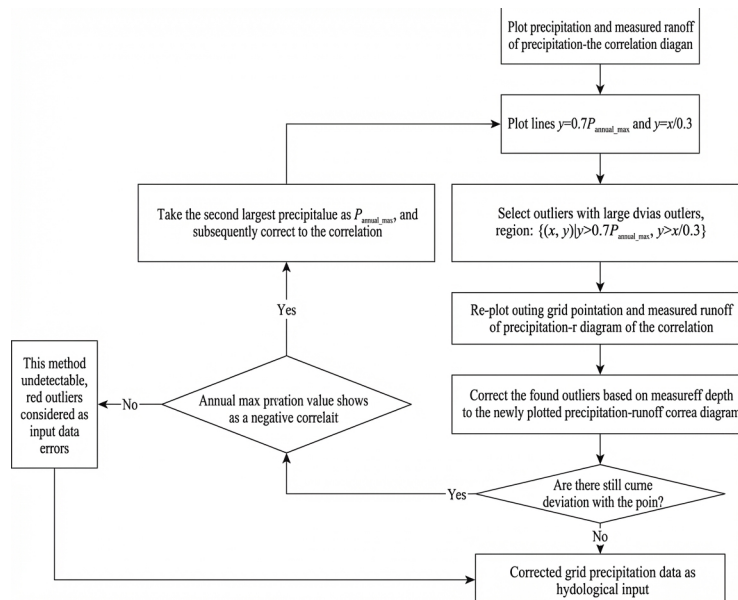 Plot precipitation and measured ranoff
of precipitation-the correlation diagan
Plot lines y=0.7P_annual_max and y=x/0.3
Take the second largest precipitalue as P_annual_max, and
subsequently correct to the correlation
Select outliers with large dvias outlers,
region: {(x, y)|y>0.7P_annual_max, y>x/0.3}
Yes
Re-plot outing grid pointation and measured runoff
of precipitation-r diagram of the correlation
This method
undetectable,
red outliers
considered as
input data
errors
No
Annual max prvation value shows
as a negative correlait
Correct the found outliers based on measureff depth
to the newly plotted precipitation-runoff correa diagram
Yes
Are there still curne
deviation with the poin?
No
Corrected grid precipitation data as
hydrological input